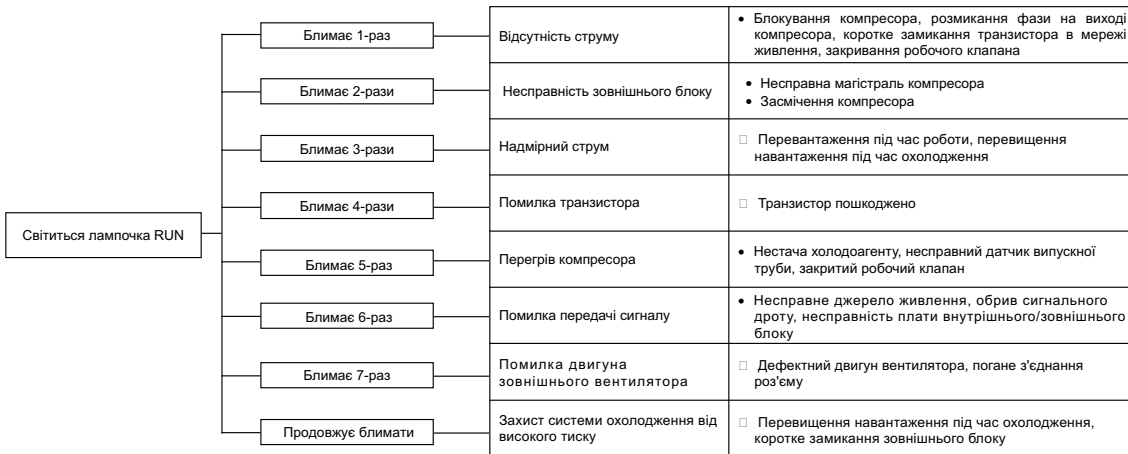 Світиться лампочка RUN
Блимає 1-раз
Відсутність струму
• Блокування компресора, розмикання фази на виході
компресора, коротке замикання транзистора в мережі
живлення, закривання робочого клапана
Блимає 2-рази
Несправність зовнішнього блоку
• Несправна магістраль компресора
• Засмічення компресора
Блимає 3-рази
Надмірний струм
□ Перевантаження під час роботи, перевищення
навантаження під час охолодження
Блимає 4-рази
Помилка транзистора
□ Транзистор пошкоджено
Блимає 5-раз
Перегрів компресора
• Нестача холодоагенту, несправний датчик випускної
труби, закритий робочий клапан
Блимає 6-раз
Помилка передачі сигналу
• Несправне джерело живлення, обрив сигнального
дроту, несправність плати внутрішнього/зовнішнього
блоку
Блимає 7-раз
Помилка двигуна
зовнішнього вентилятора
□ Дефектний двигун вентилятора, погане з'єднання
роз'єму
Продовжує блимати
Захист системи охолодження від
високого тиску
□ Перевищення навантаження під час охолодження,
коротке замикання зовнішнього блоку